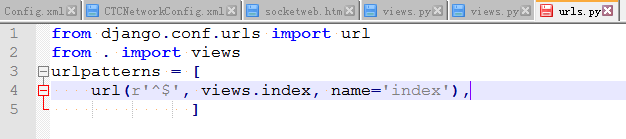 Config.xml CTCNetworkConfig.xml socketweb.htm views.py views.py urls.py
1 from django.conf.urls import url
2 from . import views
3 urlpatterns = [
4 url(r'^$', views.index, name='index'),
5 ]